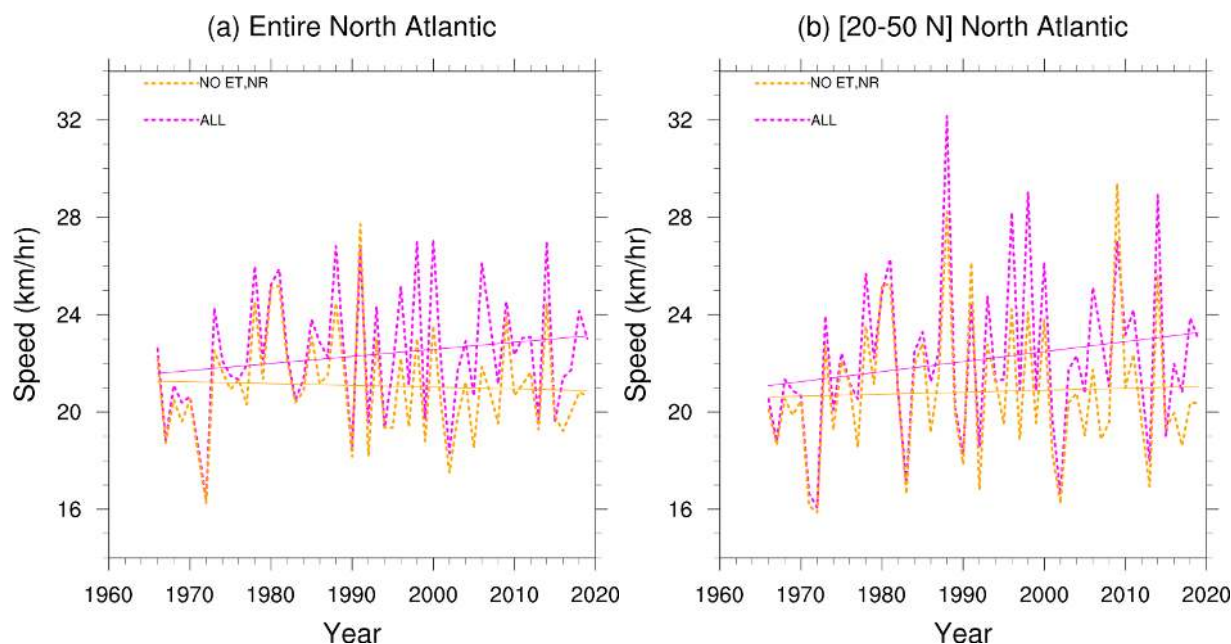 (a) Entire North Atlantic
NO ET,NR
ALL
32
28
24
20
16
Speed (km/hr)
1960 1970 1980 1990 2000 2010 2020
Year
(b) [20-50 N] North Atlantic
NO ET,NR
ALL
32
28
24
20
16
Speed (km/hr)
1960 1970 1980 1990 2000 2010 2020
Year